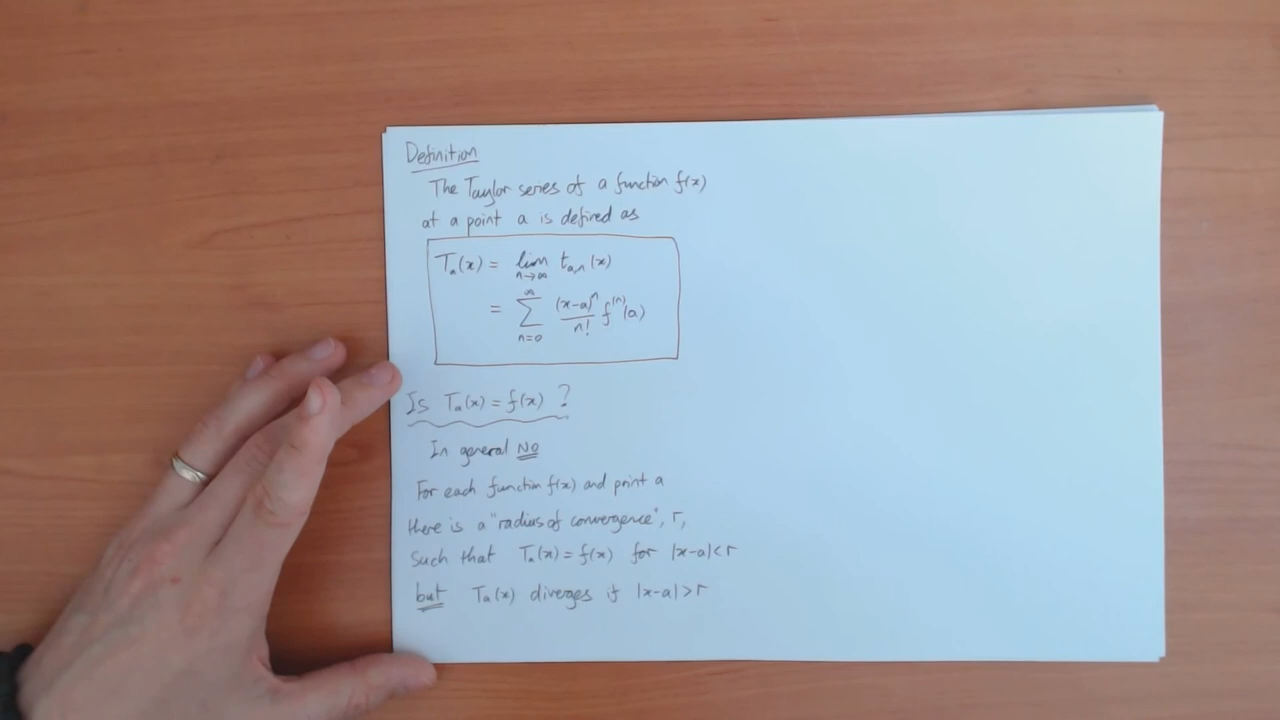 Definition
The Taylor series of a function f(x)
at a point a is defined as
Tₐ(x) = lim n→∞ tₐ,ₙ(x)
= ∑ n=0 ∞ (x-a)ⁿ/n! f⁽ⁿ⁾(a)
Is Tₐ(x) = f(x) ?
In general NO
For each function f(x) and point a
there is a "radius of convergence", r,
such that Tₐ(x) = f(x) for |x-a| < r
but Tₐ(x) diverges if |x-a| > r